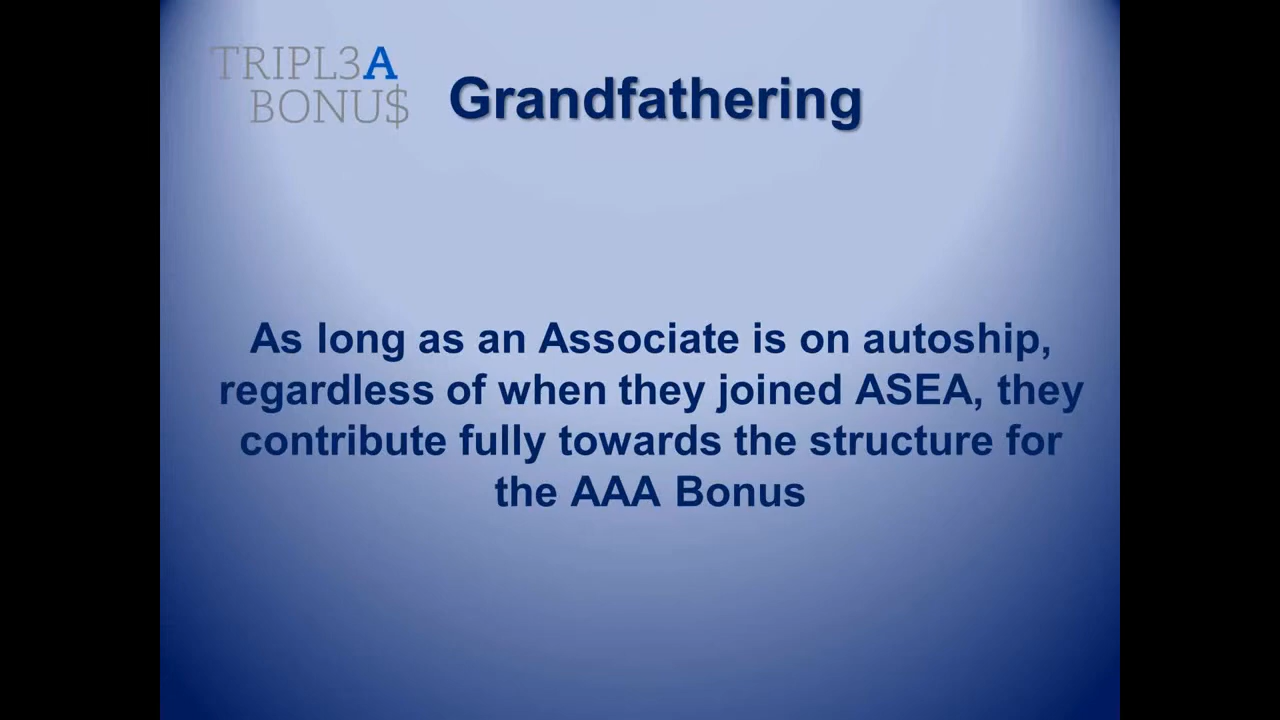 TRIPL3A
BONU$
Grandfathering
As long as an Associate is on autoship,
regardless of when they joined ASEA, they
contribute fully towards the structure for
the AAA Bonus